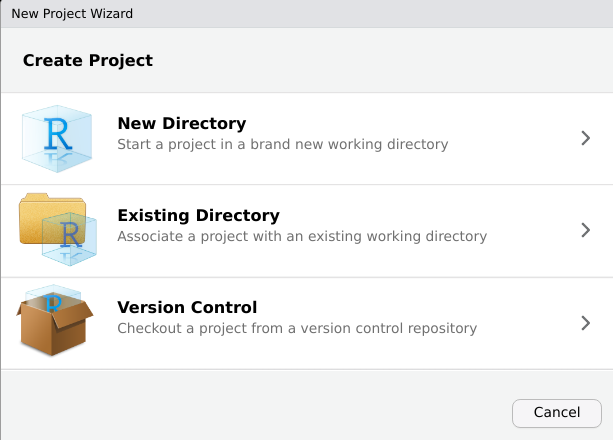 New Project Wizard
Create Project
New Directory
Start a project in a brand new working directory
Existing Directory
Associate a project with an existing working directory
Version Control
Checkout a project from a version control repository
Cancel